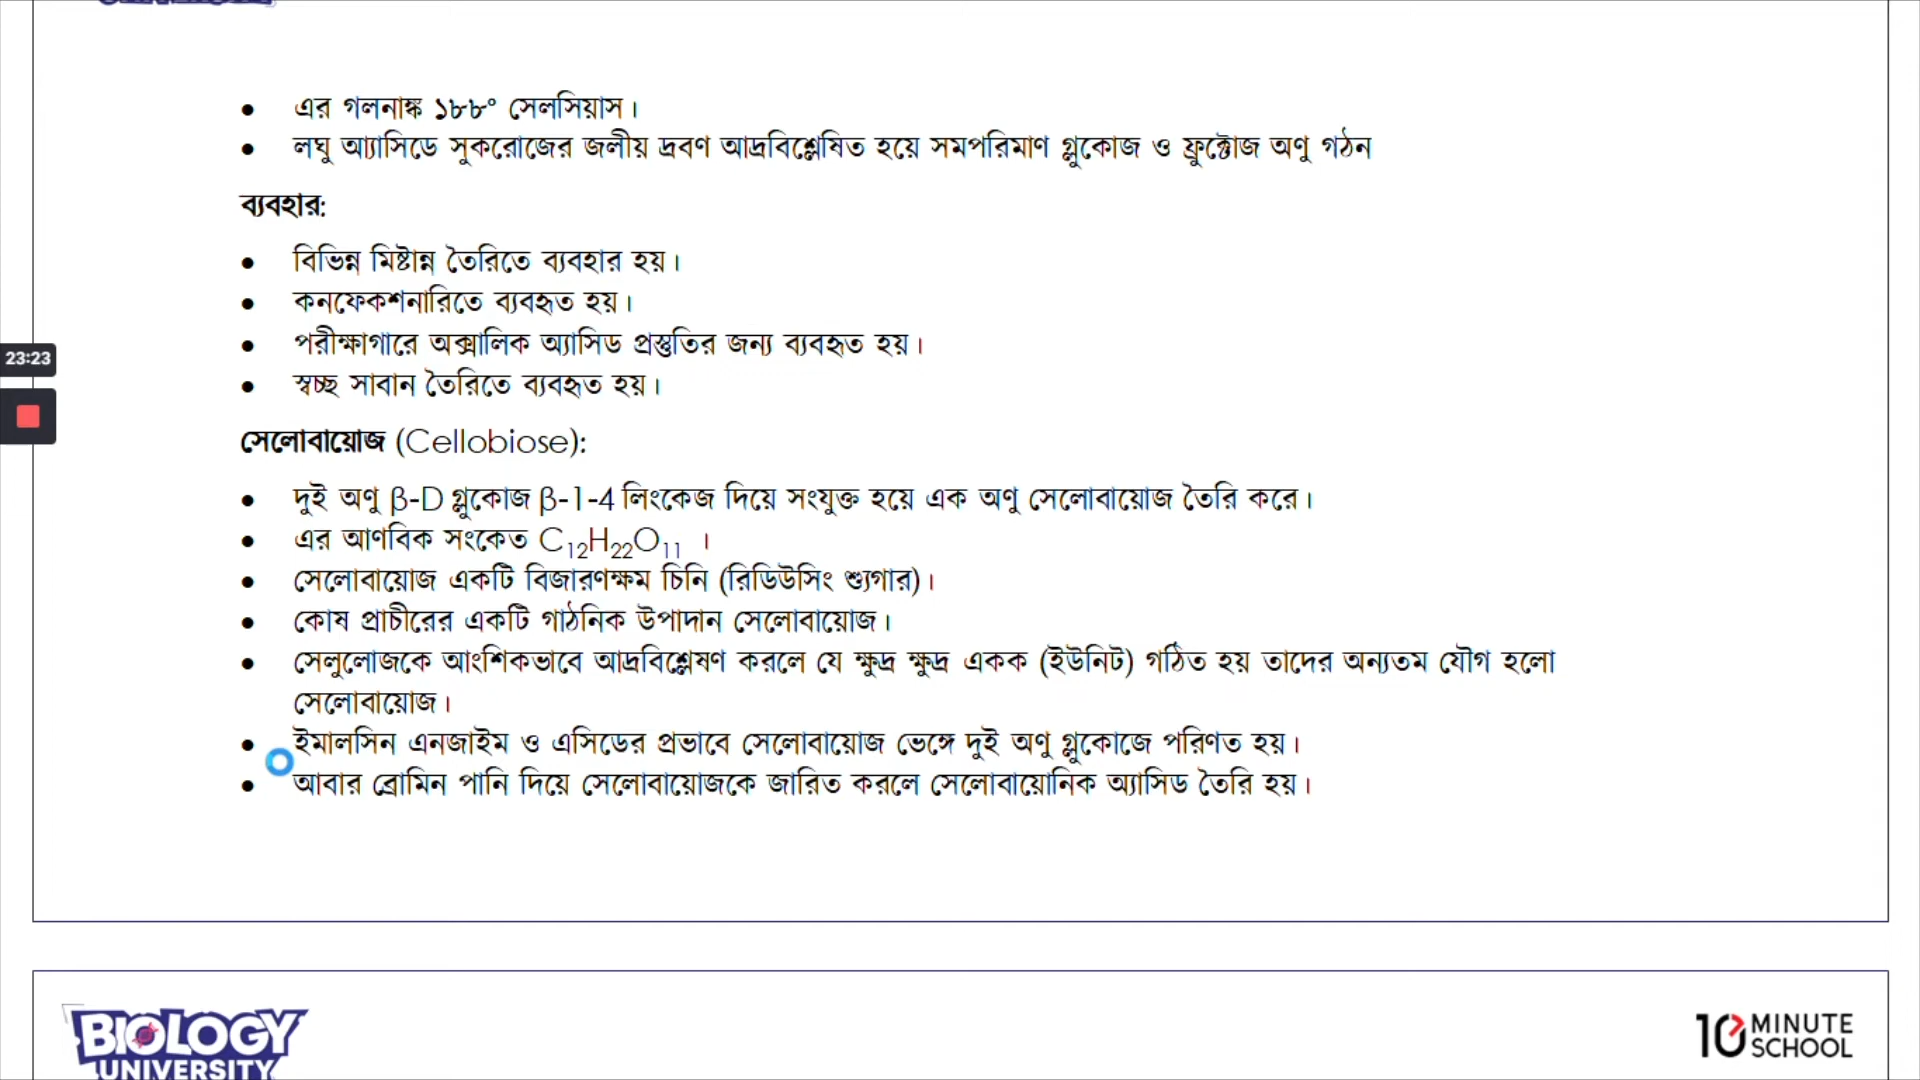 • এর গলনাঙ্ক ১৮৮° সেলসিয়াস।
• লঘু অ্যাসিডে সুকরোজের জলীয় দ্রবণ আর্দ্রবিশ্লেষিত হয়ে সমপরিমাণ গ্লুকোজ ও ফ্রুক্টোজ অণু গঠন
ব্যবহার:
• বিভিন্ন মিষ্টান্ন তৈরিতে ব্যবহার হয়।
• কনফেকশনারিতে ব্যবহৃত হয়।
• পরীক্ষাগারে অক্সালিক অ্যাসিড প্রস্তুতির জন্য ব্যবহৃত হয়।
23:23
• স্বচ্ছ সাবান তৈরিতে ব্যবহৃত হয়।
সেলোবায়োজ (Cellobiose):
• দুই অণু β-D গ্লুকোজ β-1-4 লিংকেজ দিয়ে সংযুক্ত হয়ে এক অণু সেলোবায়োজ তৈরি করে।
• এর আণবিক সংকেত C₁₂H₂₂O₁₁ ।
• সেলোবায়োজ একটি বিজারণক্ষম চিনি (রিডিউসিং শ্যুগার)।
• কোষ প্রাচীরের একটি গাঠনিক উপাদান সেলোবায়োজ।
• সেলুলোজকে আংশিকভাবে আর্দ্রবিশ্লেষণ করলে যে ক্ষুদ্র ক্ষুদ্র একক (ইউনিট) গঠিত হয় তাদের অন্যতম যৌগ হলো
সেলোবায়োজ।
• ইমালসিন এনজাইম ও এসিডের প্রভাবে সেলোবায়োজ ভেঙ্গে দুই অণু গ্লুকোজে পরিণত হয়।
• আবার ব্রোমিন পানি দিয়ে সেলোবায়োজকে জারিত করলে সেলোবায়োনিক অ্যাসিড তৈরি হয়।
BIOLOGY
UNIVERSITY
10 MINUTE
SCHOOL